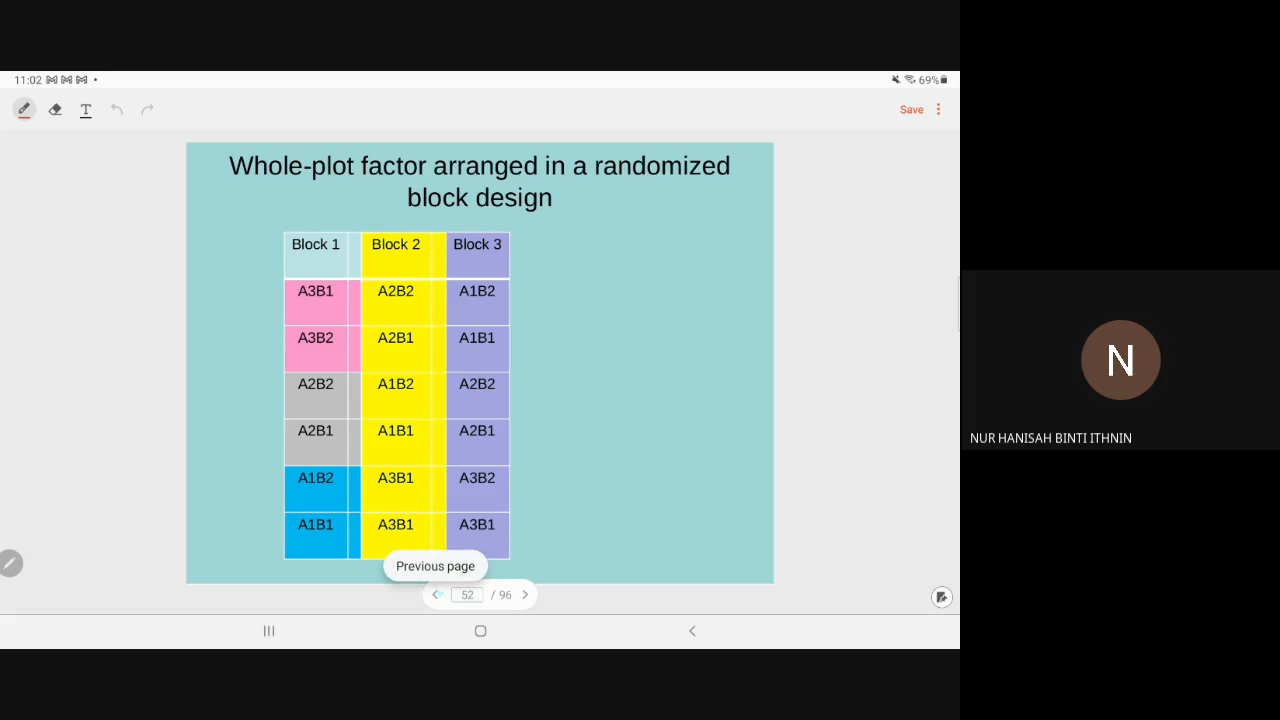 11:02
69%
T
Save
Whole-plot factor arranged in a randomized
block design
Block 1 Block 2 Block 3
A3B1 A2B2 A1B2
A3B2 A2B1 A1B1
A2B2 A1B2 A2B2
A2B1 A1B1 A2B1
A1B2 A3B1 A3B2
A1B1 A3B1 A3B1
Previous page
52 / 96
N
NUR HANISAH BINTI ITHNIN